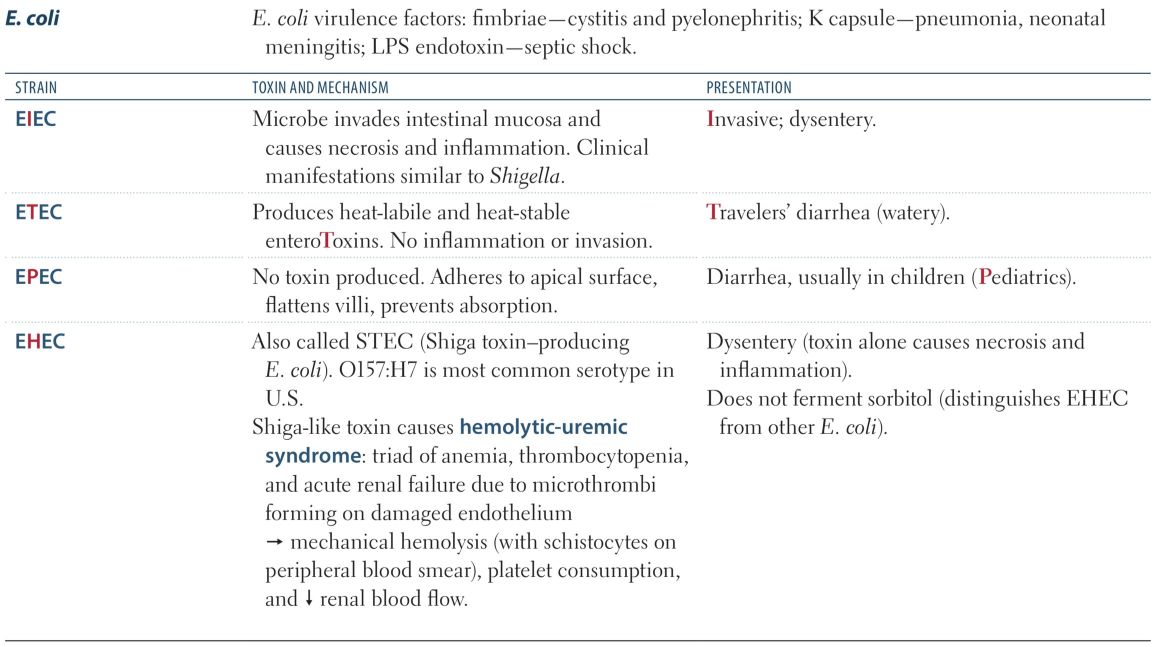 E. coli
E. coli virulence factors: fimbriae—cystitis and pyelonephritis; K capsule—pneumonia, neonatal
meningitis; LPS endotoxin—septic shock.
STRAIN
TOXIN AND MECHANISM
PRESENTATION
EIEC
Microbe invades intestinal mucosa and
causes necrosis and inflammation. Clinical
manifestations similar to Shigella.
Invasive; dysentery.
ETEC
Produces heat-labile and heat-stable
enteroToxins. No inflammation or invasion.
Travelers’ diarrhea (watery).
EPEC
No toxin produced. Adheres to apical surface,
flattens villi, prevents absorption.
Diarrhea, usually in children (Pediatrics).
EHEC
Also called STEC (Shiga toxin–producing
E. coli). O157:H7 is most common serotype in
U.S.
Shiga-like toxin causes hemolytic-uremic
syndrome: triad of anemia, thrombocytopenia,
and acute renal failure due to microthrombi
forming on damaged endothelium
→ mechanical hemolysis (with schistocytes on
peripheral blood smear), platelet consumption,
and ↓ renal blood flow.
Dysentery (toxin alone causes necrosis and
inflammation).
Does not ferment sorbitol (distinguishes EHEC
from other E. coli).